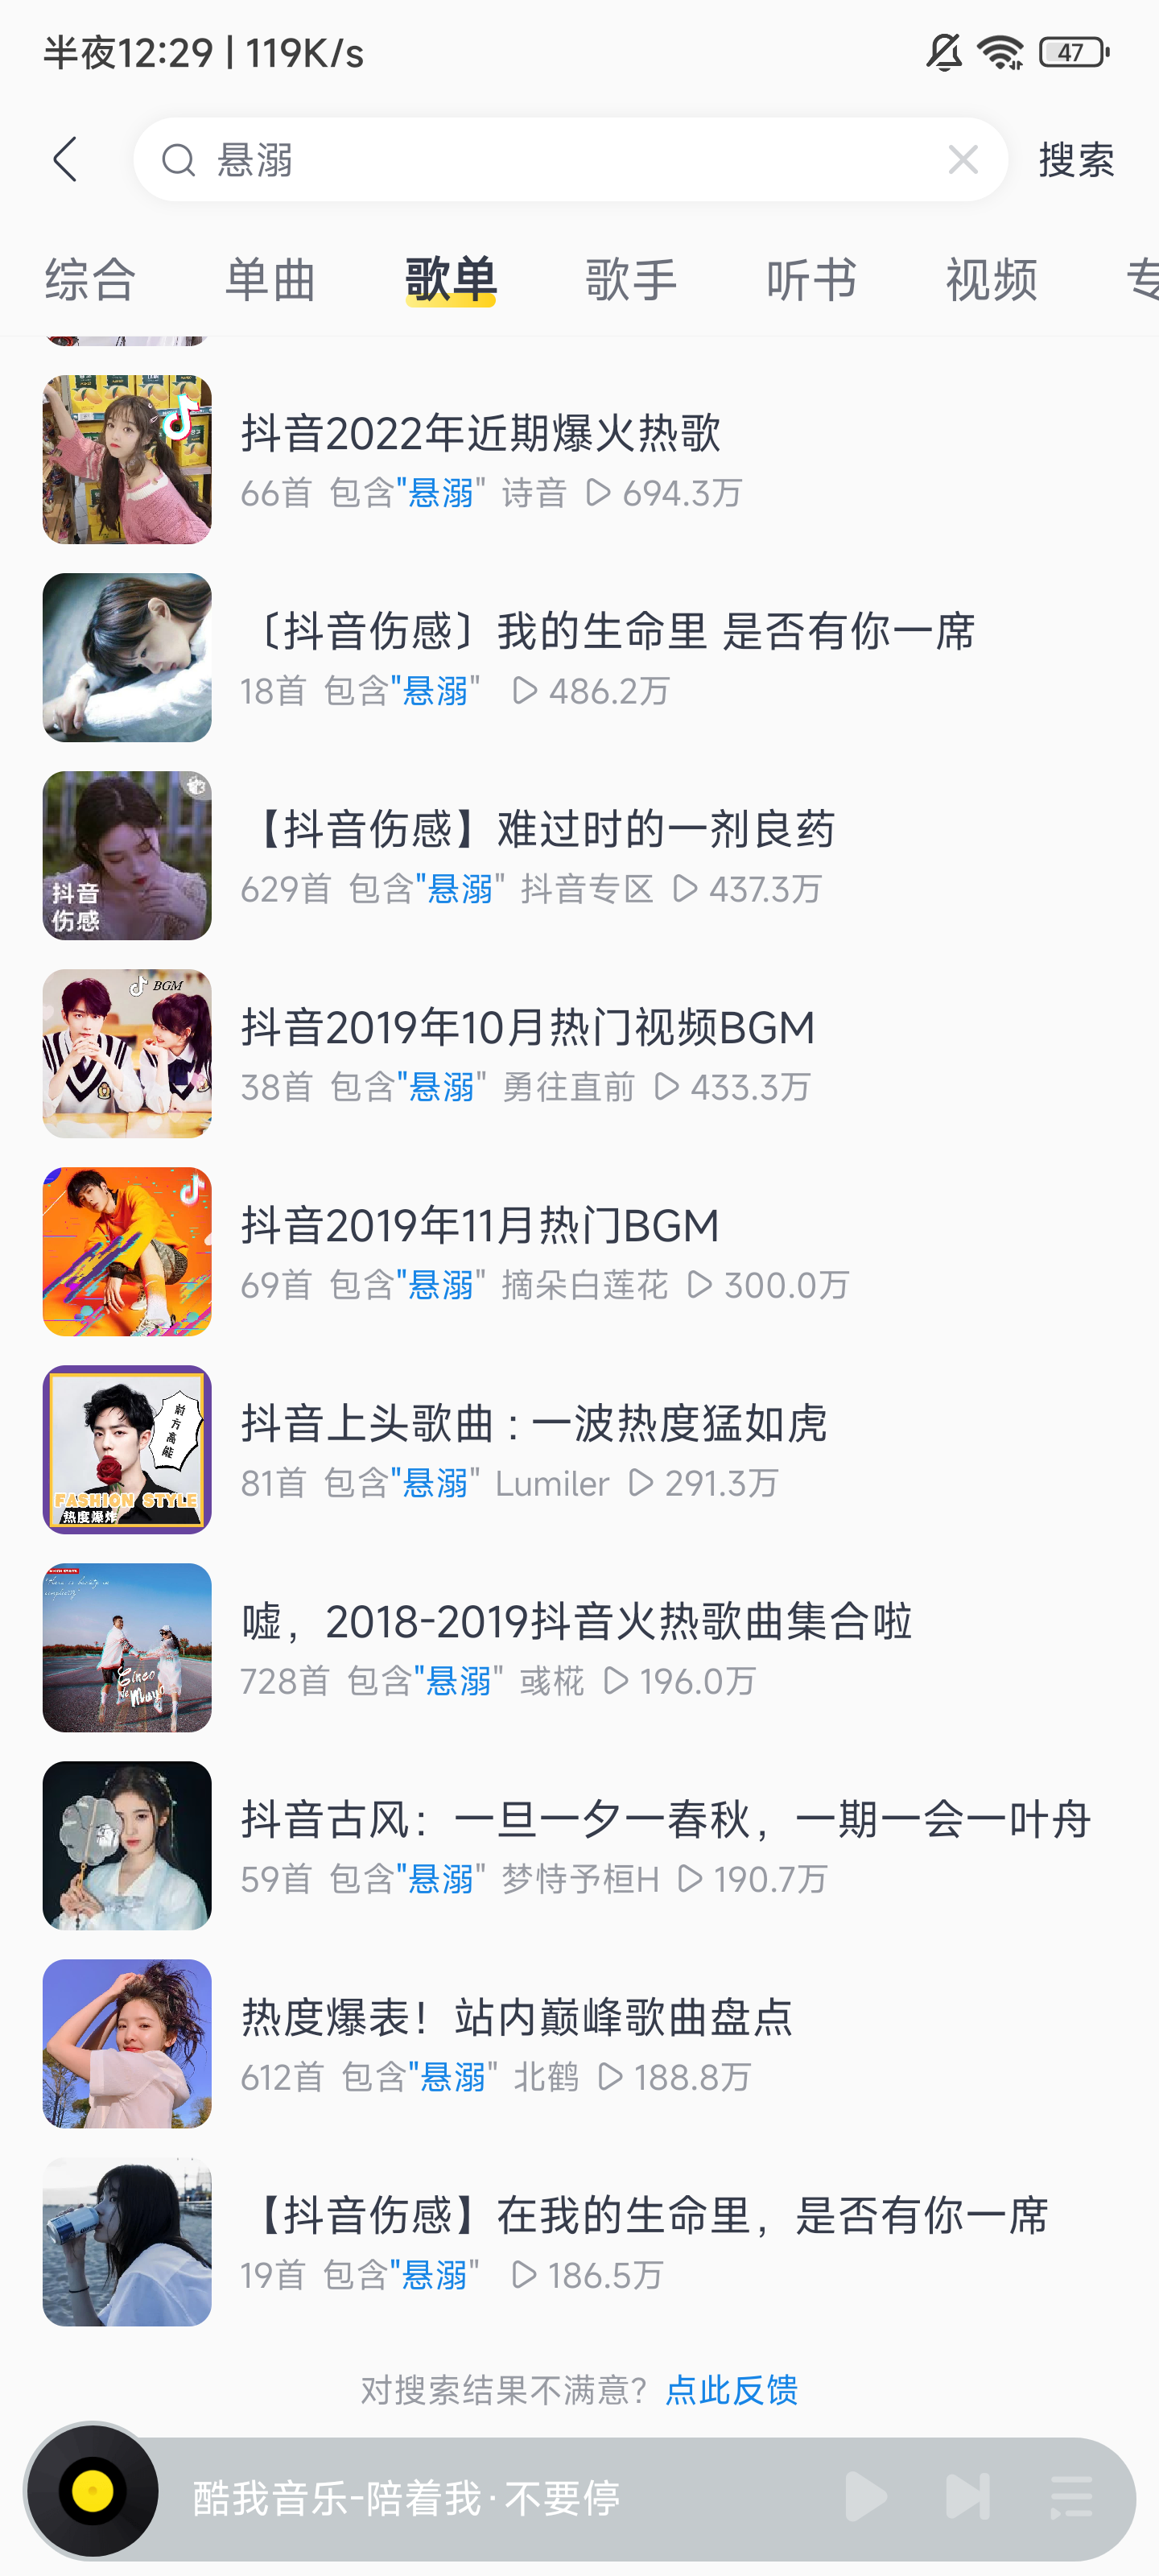 半夜12:29 | 119K/s
47
悬溺
搜索
综合 单曲 歌单 歌手 听书 视频 专
抖音2022年近期爆火热歌
66首 包含"悬溺" 诗音 694.3万
〔抖音伤感〕我的生命里 是否有你一席
18首 包含"悬溺" 486.2万
【抖音伤感】难过时的一剂良药
629首 包含"悬溺" 抖音专区 437.3万
抖音
伤感
BGM
抖音2019年10月热门视频BGM
38首 包含"悬溺" 勇往直前 433.3万
抖音2019年11月热门BGM
69首 包含"悬溺" 摘朵白莲花 300.0万
前方高能
FASHION STYLE
热度爆炸
抖音上头歌曲 : 一波热度猛如虎
81首 包含"悬溺" Lumiler 291.3万
Cinco
de Mayo
嘘，2018-2019抖音火热歌曲集合啦
728首 包含"悬溺" 彧椛 196.0万
抖音古风：一旦一夕一春秋，一期一会一叶舟
59首 包含"悬溺" 梦恃予桓H 190.7万
热度爆表！站内巅峰歌曲盘点
612首 包含"悬溺" 北鹤 188.8万
【抖音伤感】在我的生命里，是否有你一席
19首 包含"悬溺" 186.5万
对搜索结果不满意？点此反馈
酷我音乐-陪着我·不要停